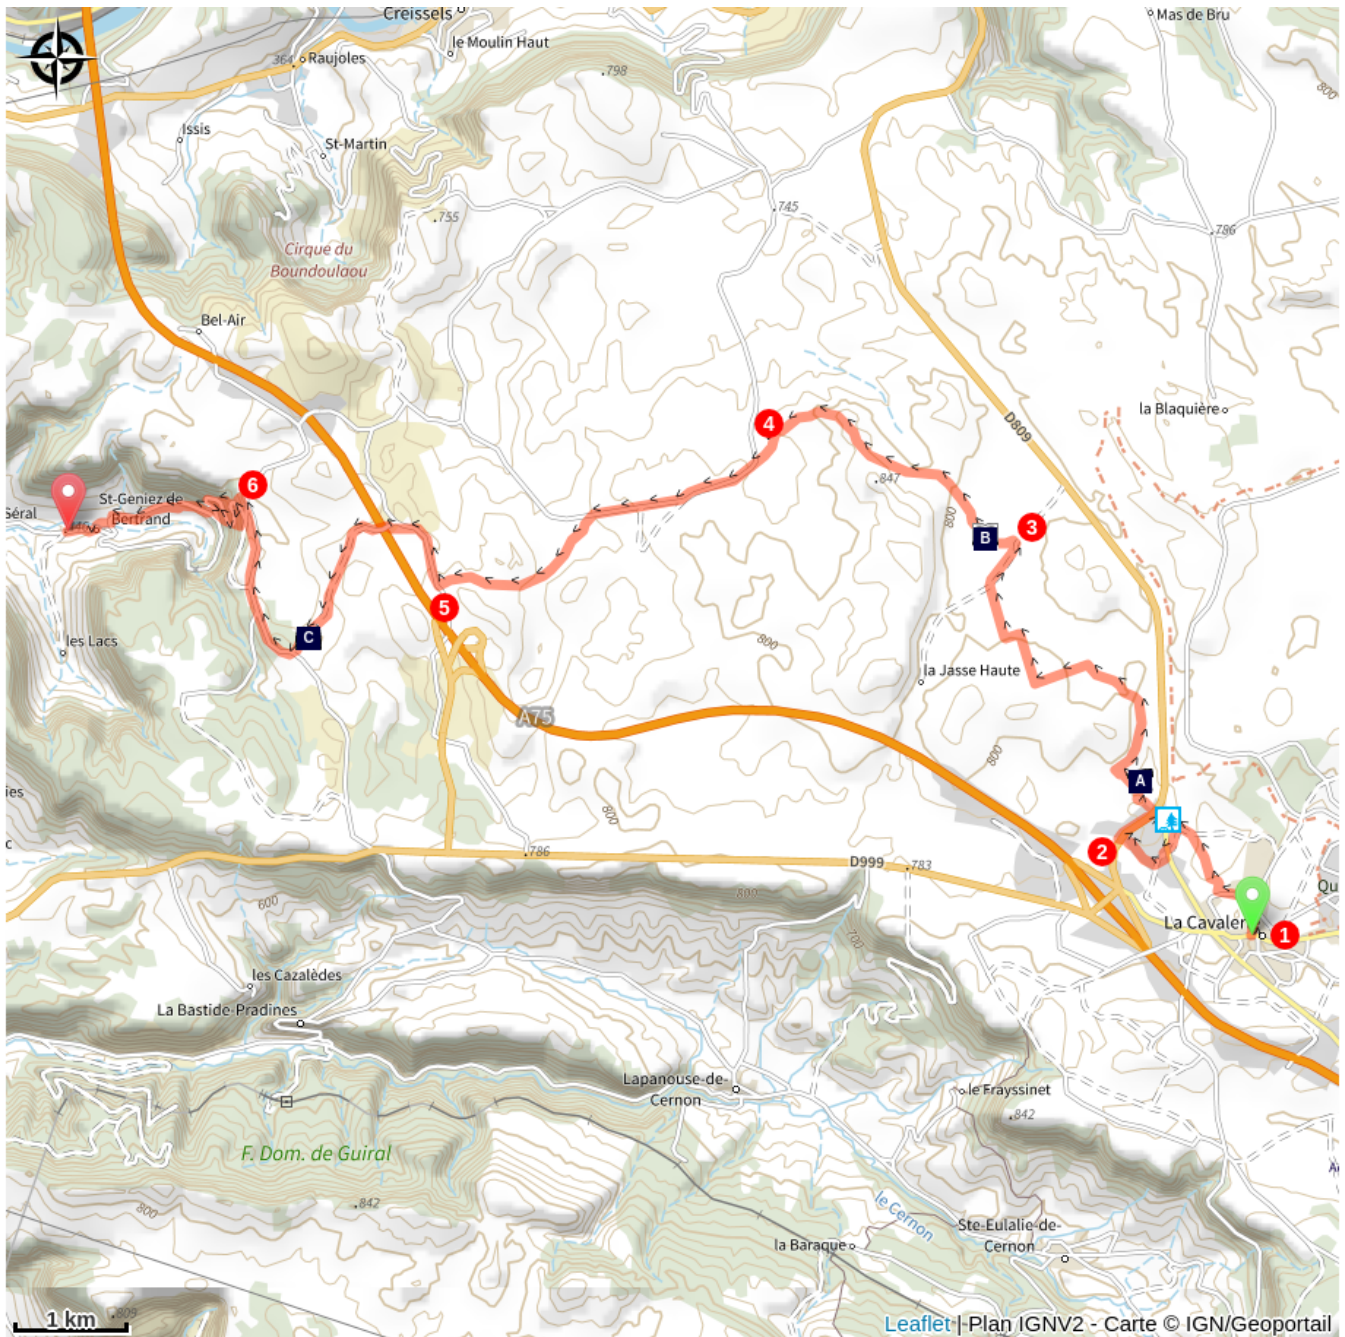 Creissels
Mas de Bru
le Moulin Haut
364
Raujoles
798
800
Issis
St-Martin
755
745
786
Cirque du
Boundoulaou
Bel-Air
la Blaquière
D809
4
847
6
St-Geniez de
Bertrand
Séral
800
3
B
5
C
les Lacs
800
la Jasse Haute
A75
800
A
ies
800
c
786
2
D999
783
800
600
Qu
La Cavaler
1
700
les Cazalèdes
La Bastide-Pradines
Lapanouse-de-
Cernon
le Frayssinet
842
F. Dom. de Guiral
842
800
le Cernon
Ste-Eulalie-de-
Cernon
la Baraque
809
1 km
Leaflet | Plan IGNV2 - Carte © IGN/Geoportail